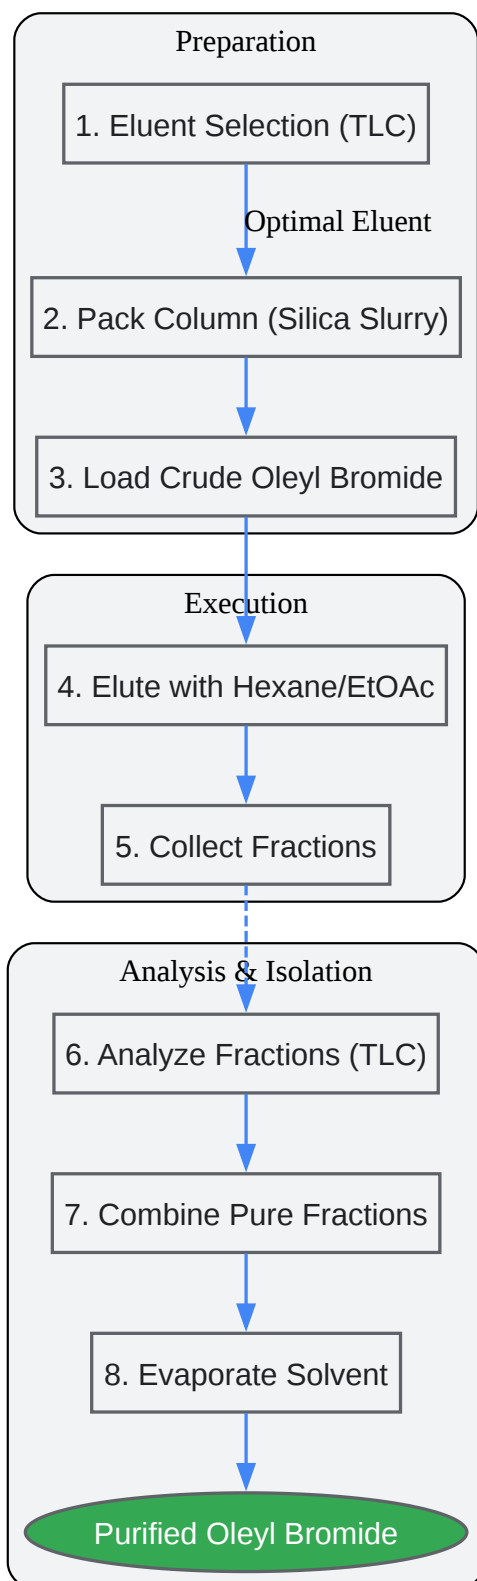 Preparation
1. Eluent Selection (TLC)
Optimal Eluent
2. Pack Column (Silica Slurry)
3. Load Crude Oleyl Bromide
Execution
4. Elute with Hexane/EtOAc
5. Collect Fractions
Analysis & Isolation
6. Analyze Fractions (TLC)
7. Combine Pure Fractions
8. Evaporate Solvent
Purified Oleyl Bromide